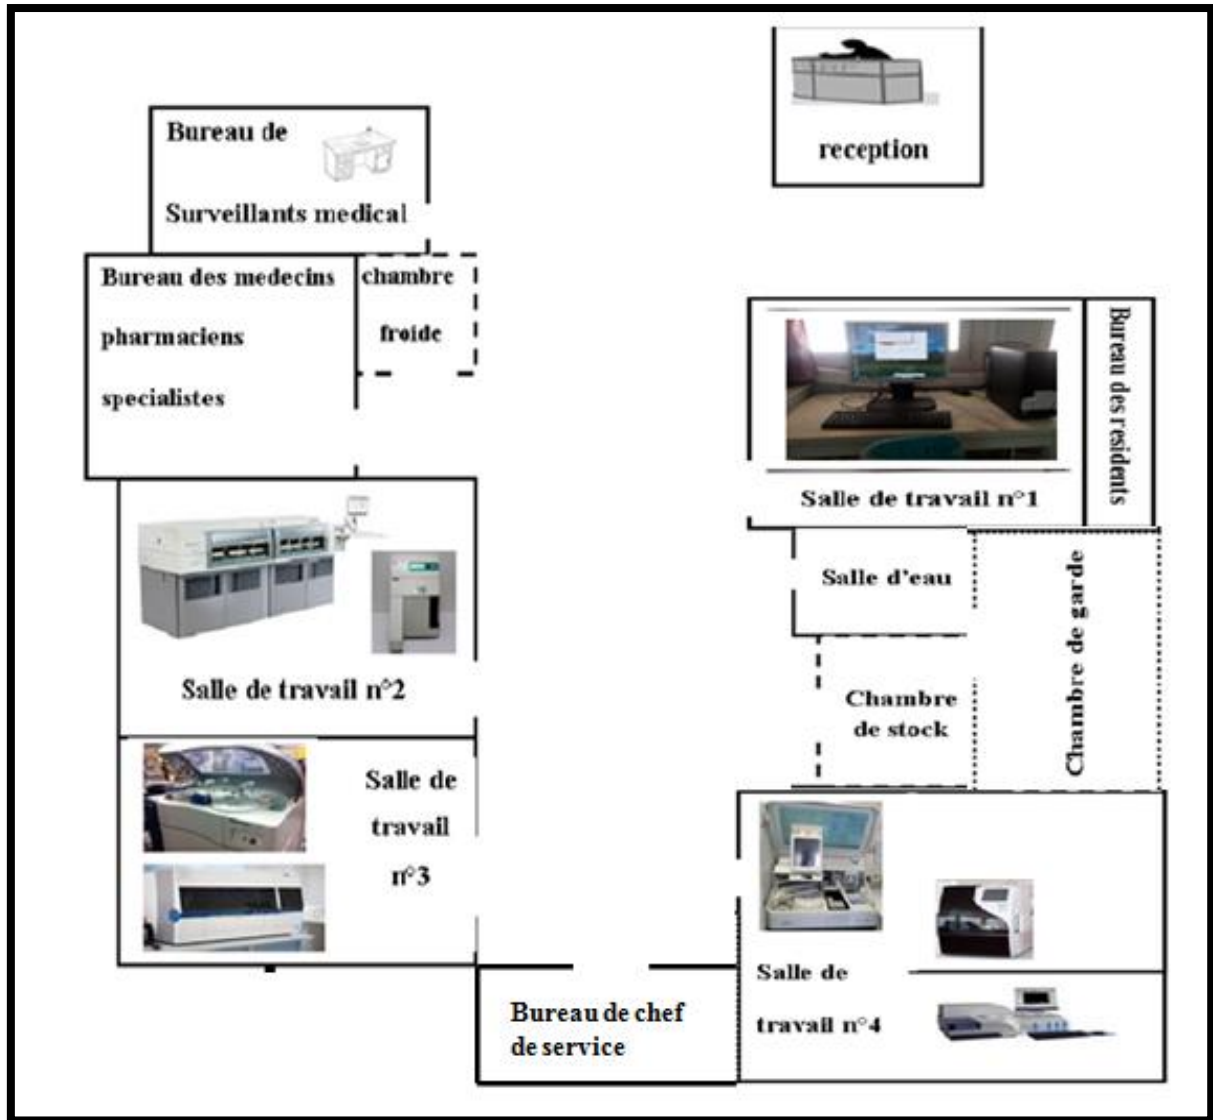 reception
Bureau de
Surveillants medical
Bureau des medecins
pharmaciens
specialistes
chambre
froide
Bureau des residents
Salle de travail n°1
Salle d'eau
Chambre de garde
Chambre
de stock
Salle de travail n°2
Salle de
travail
n°3
Salle de
travail n°4
Bureau de chef
de service